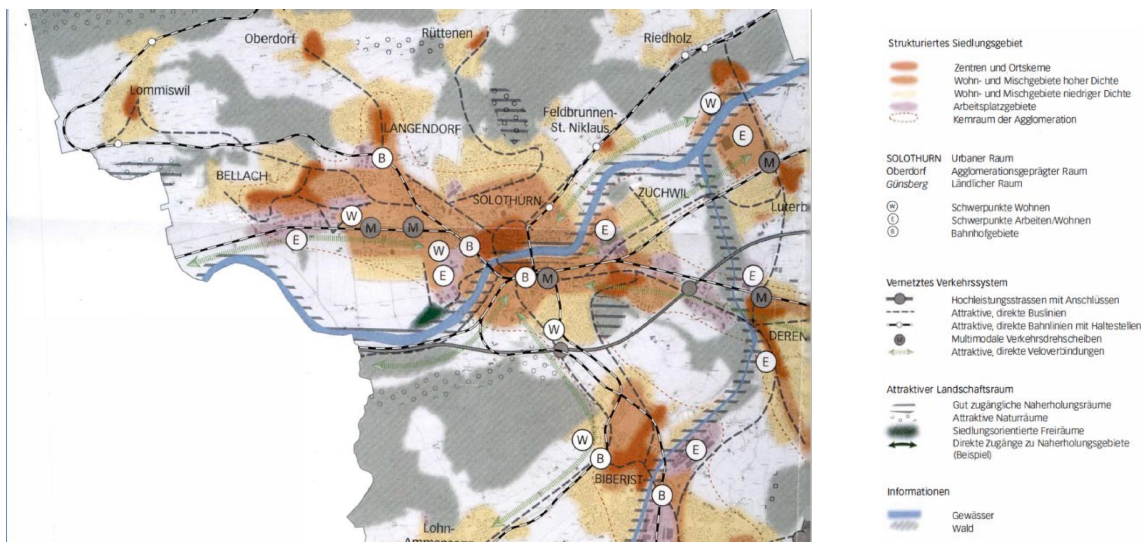 Oberdorf
Rüttenen
Riedholz
Lommiswil
Feldbrunnen-
St. Niklaus
LANGENDORF
BELLACH
SOLOTHURN
ZUCHWIL
Luterb
DEREN
BIBERIST
Lohn-
W
E
B
M
W
M
M
E
W
E
B
B
M
E
E
M
W
E
W
B
E
B
Strukturiertes Siedlungsgebiet
Zentren und Ortskerne
Wohn- und Mischgebiete hoher Dichte
Wohn- und Mischgebiete niedriger Dichte
Arbeitsplatzgebiete
Kernraum der Agglomeration
SOLOTHURN Urbaner Raum
Oberdorf Agglomerationsgeprägter Raum
Günsberg Ländlicher Raum
W Schwerpunkte Wohnen
E Schwerpunkte Arbeiten/Wohnen
B Bahnhofgebiete
Vernetztes Verkehrssystem
Hochleistungsstrassen mit Anschlüssen
Attraktive, direkte Buslinien
Attraktive, direkte Bahnlinien mit Haltestellen
M Multimodale Verkehrsdrehscheiben
Attraktive, direkte Veloverbindungen
Attraktiver Landschaftsraum
Gut zugängliche Naherholungsräume
Attraktive Naturräume
Siedlungsorientierte Freiräume
Direkte Zugänge zu Naherholungsgebiete
(Beispiel)
Informationen
Gewässer
Wald